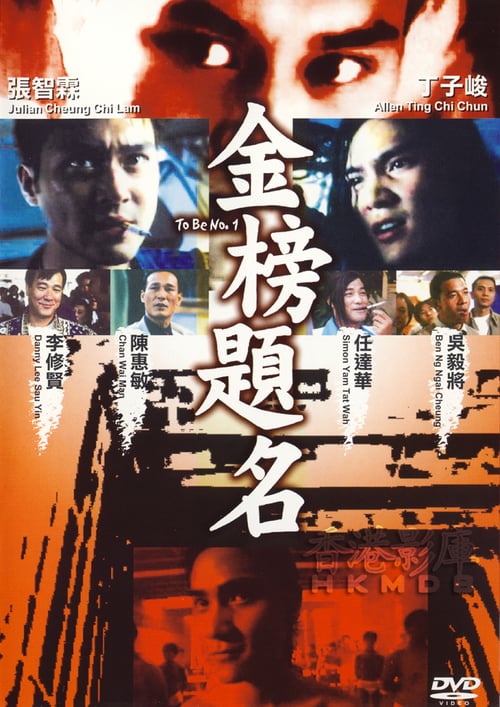 張智霖
Julian Cheung Chi Lam
丁子峻
Allen Ting Chi Chun
金榜題名
To Be No. 1
李修賢
Danny Lee Sau Yin
陳惠敏
Chan Wai Man
任達華
Simon Yam Tat Wah
吳毅將
Ben Ng Ngai Cheung
香港影庫
HKMDB
DVD
VIDEO